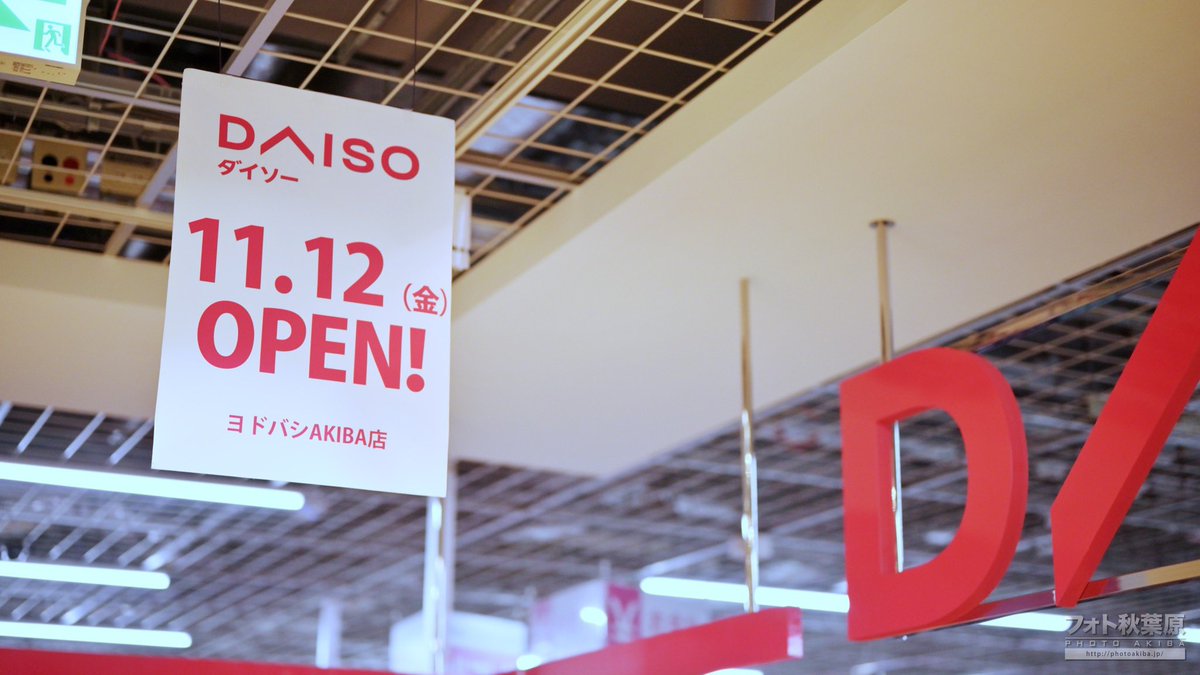 DAISO
ダイソー
11.12(金)
OPEN!
ヨドバシAKIBA店
DA
フォト秋葉原
PHOTO AKIBA
http://photoakiba.jp/